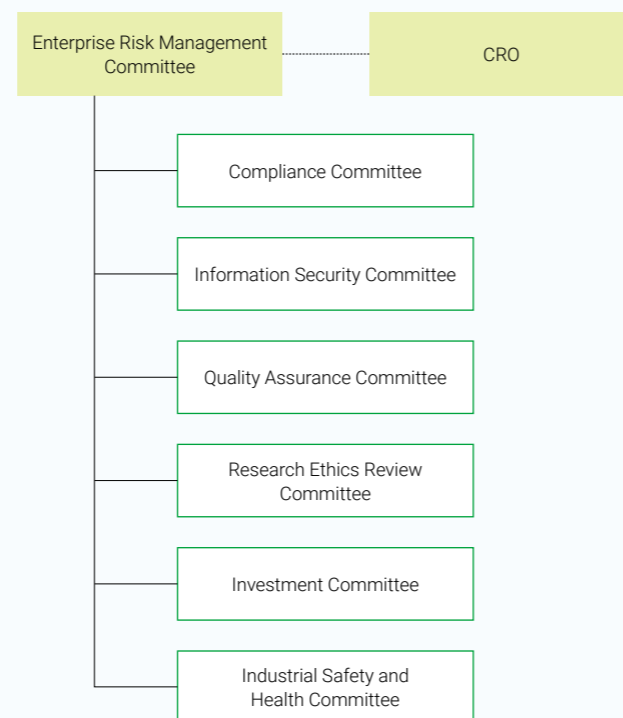 Enterprise Risk Management
Committee
CRO
Compliance Committee
Information Security Committee
Quality Assurance Committee
Research Ethics Review
Committee
Investment Committee
Industrial Safety and
Health Committee